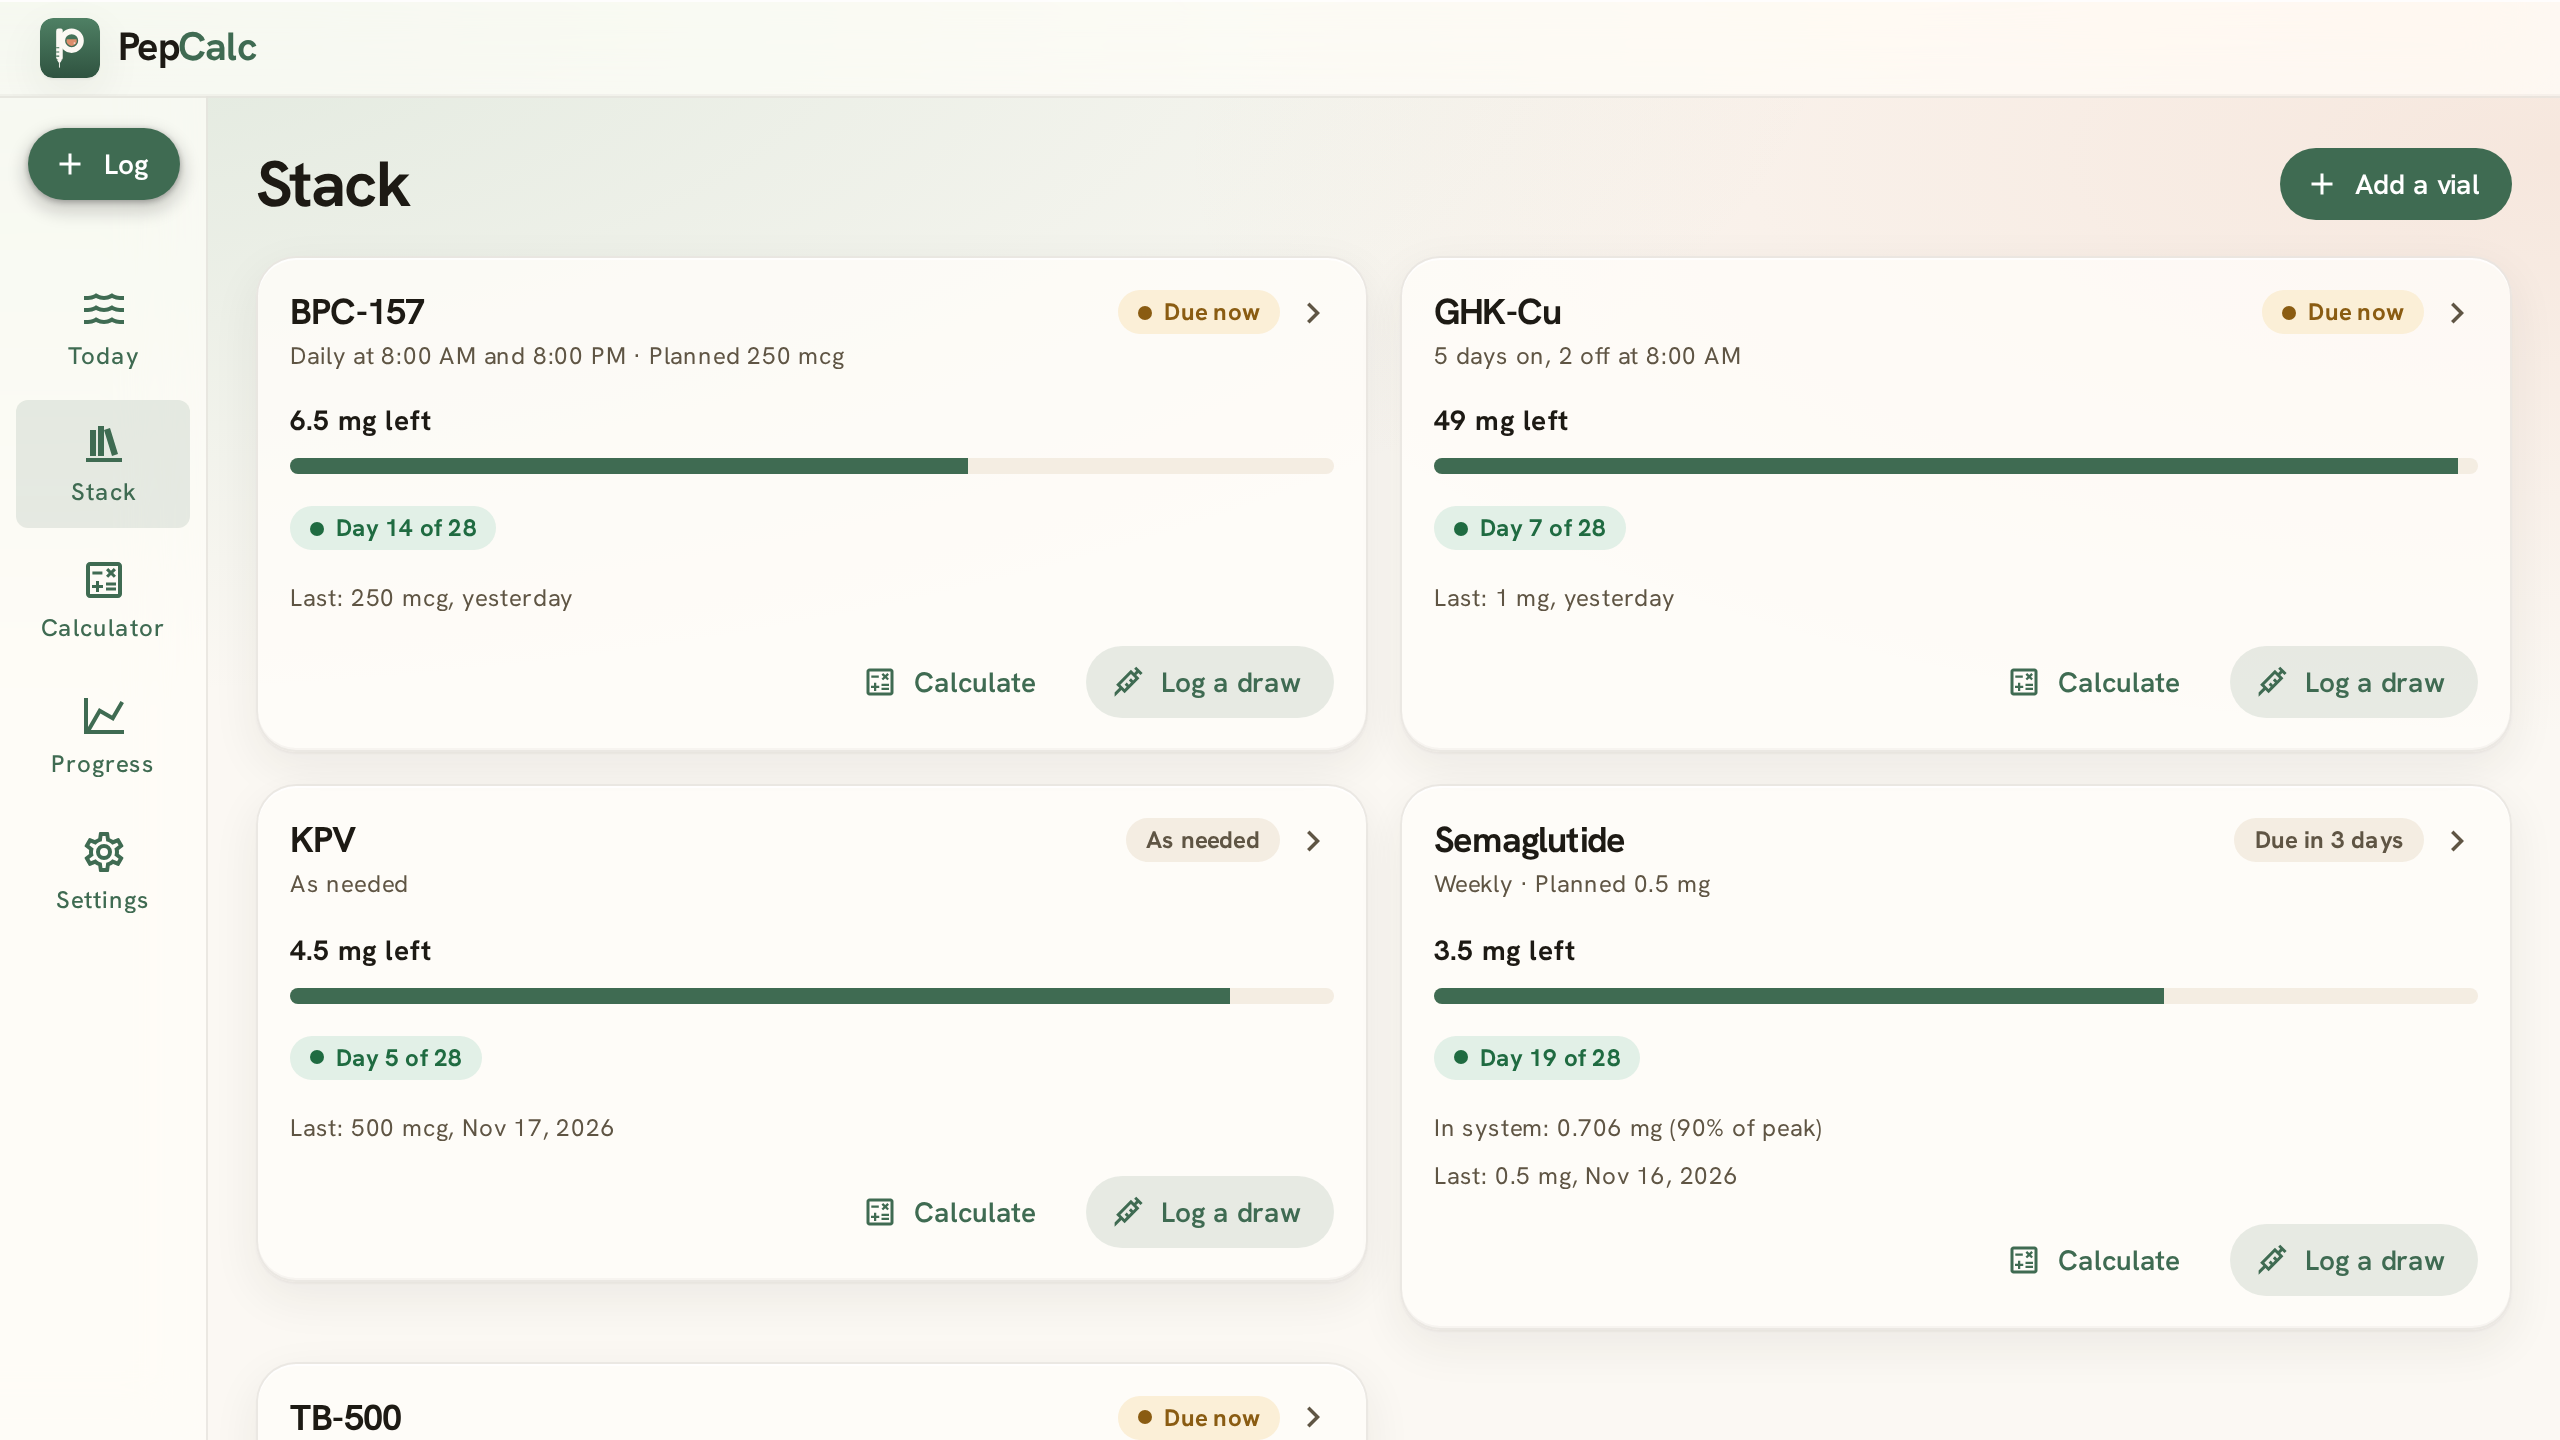 PepCalc
Log
Today
Stack
Calculator
Progress
Settings
Stack
Add a vial
BPC-157
Due now
Daily at 8:00 AM and 8:00 PM · Planned 250 mcg
6.5 mg left
Day 14 of 28
Last: 250 mcg, yesterday
Calculate
Log a draw
GHK-Cu
Due now
5 days on, 2 off at 8:00 AM
49 mg left
Day 7 of 28
Last: 1 mg, yesterday
Calculate
Log a draw
KPV
As needed
As needed
4.5 mg left
Day 5 of 28
Last: 500 mcg, Nov 17, 2026
Calculate
Log a draw
Semaglutide
Due in 3 days
Weekly · Planned 0.5 mg
3.5 mg left
Day 19 of 28
In system: 0.706 mg (90% of peak)
Last: 0.5 mg, Nov 16, 2026
Calculate
Log a draw
TB-500
Due now